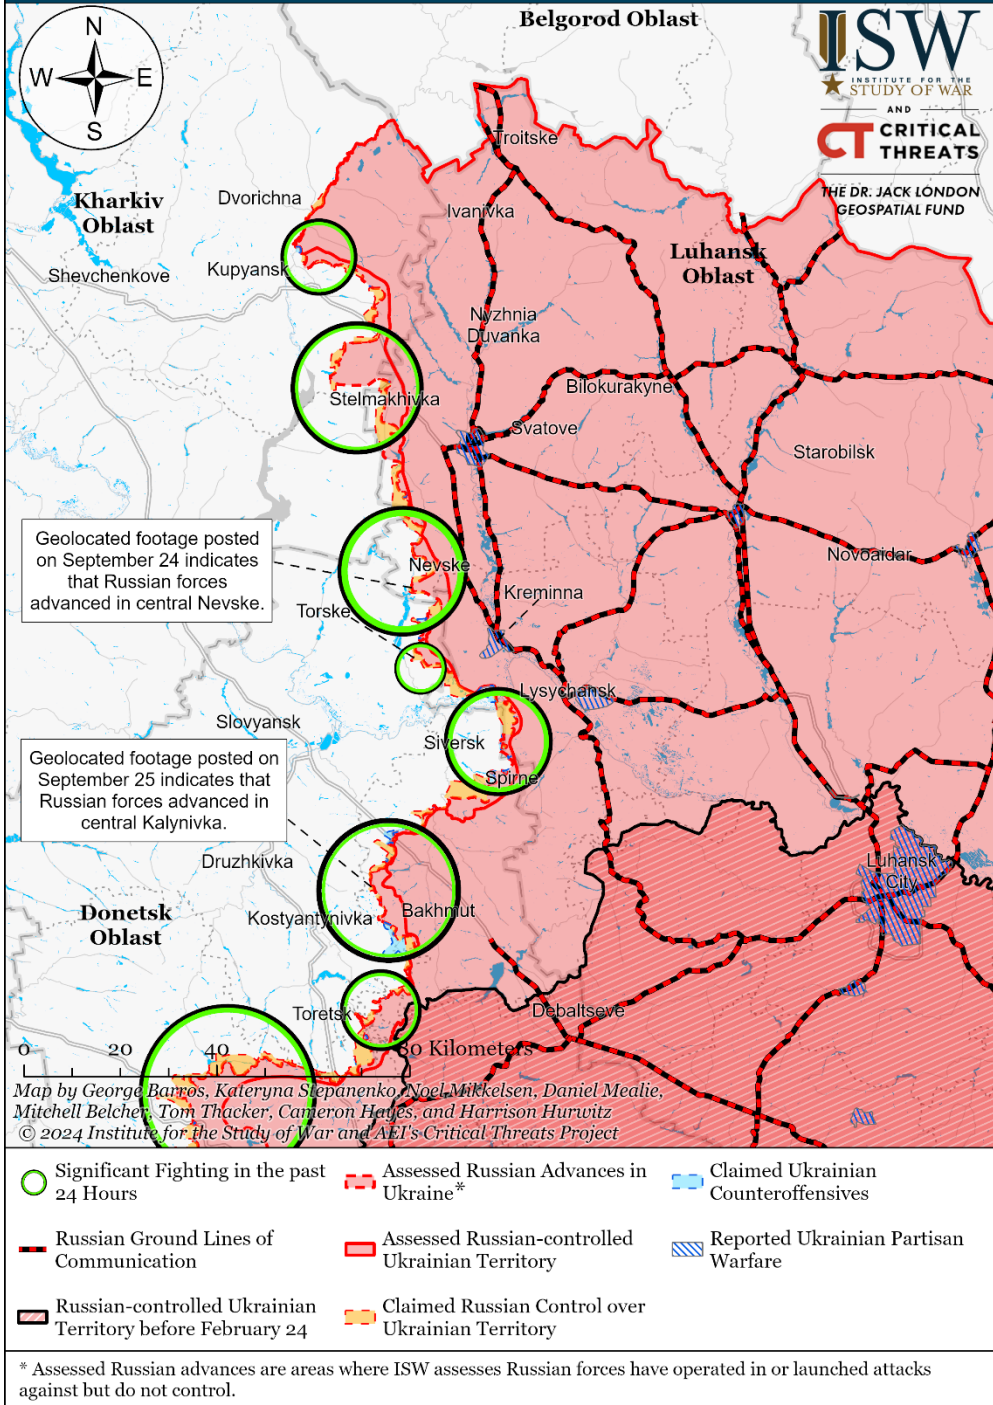 Belgorod Oblast
N
W
E
S
ISW
INSTITUTE FOR THE
STUDY OF WAR
AND
CT CRITICAL
THREATS
THE DR. JACK LONDON
GEOSPATIAL FUND
Troitske
Dvorichna
Kharkiv
Oblast
Ivanivka
Luhansk
Oblast
Kupyansk
Shevchenkove
Nyzhnia
Duvanka
Bilokurakyne
Stelmakhivka
Svatove
Starobilsk
Geolocated footage posted
on September 24 indicates
that Russian forces
advanced in central Nevske.
Novoaidar
Nevske
Kreminna
Torske
Lysychansk
Slovyansk
Siversk
Geolocated footage posted on
September 25 indicates that
Russian forces advanced in
central Kalynivka.
Spirne
Druzhkivka
Luhansk
City
Donetsk
Oblast
Kostyantynivka
Bakhmut
Toretsk
Debaltseve
0 20 40 80 Kilometers
Map by George Barros, Kateryna Stepanenko, Noel Mikkelsen, Daniel Mealie,
Mitchell Belcher, Tom Thacker, Cameron Hayes, and Harrison Hurwitz
© 2024 Institute for the Study of War and AEI's Critical Threats Project
Significant Fighting in the past
24 Hours
Assessed Russian Advances in
Ukraine*
Claimed Ukrainian
Counteroffensives
Russian Ground Lines of
Communication
Assessed Russian-controlled
Ukrainian Territory
Reported Ukrainian Partisan
Warfare
Russian-controlled Ukrainian
Territory before February 24
Claimed Russian Control over
Ukrainian Territory
* Assessed Russian advances are areas where ISW assesses Russian forces have operated in or launched attacks
against but do not control.